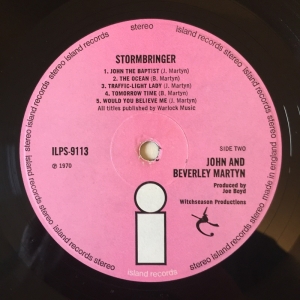 stereo island records stereo island records stereo island records stereo
STORMBRINGER
1. JOHN THE BAPTIST (J. Martyn)
2. THE OCEAN (B. Martyn)
3. TRAFFIC-LIGHT LADY (J. Martyn)
4. TOMORROW TIME (B. Martyn)
5. WOULD YOU BELIEVE ME (J. Martyn)
All titles published by Warlock Music
ILPS-9113
℗ 1970
SIDE TWO
JOHN AND
BEVERLEY MARTYN
Produced by
Joe Boyd
Witchseason Productions
i
made in england
island records